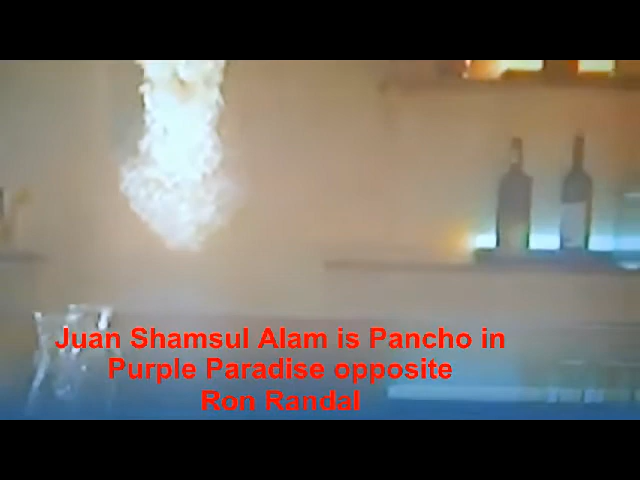 Juan Shamsul Alam is Pancho in
Purple Paradise opposite
Ron Randal